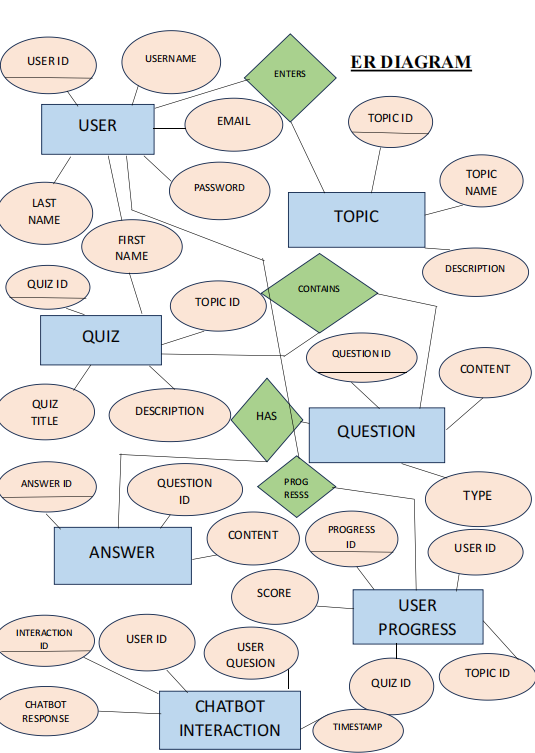 ER DIAGRAM
USER ID
USERNAME
ENTERS
USER
EMAIL
TOPIC ID
PASSWORD
TOPIC
NAME
LAST
NAME
TOPIC
FIRST
NAME
DESCRIPTION
QUIZ ID
TOPIC ID
CONTAINS
QUIZ
QUESTION ID
CONTENT
QUIZ
TITLE
DESCRIPTION
HAS
QUESTION
ANSWER ID
QUESTION
ID
PROG
RESSS
TYPE
ANSWER
CONTENT
PROGRESS
ID
USER ID
SCORE
USER
PROGRESS
INTERACTION
ID
USER ID
USER
QUESION
QUIZ ID
TOPIC ID
CHATBOT
RESPONSE
CHATBOT
INTERACTION
TIMESTAMP